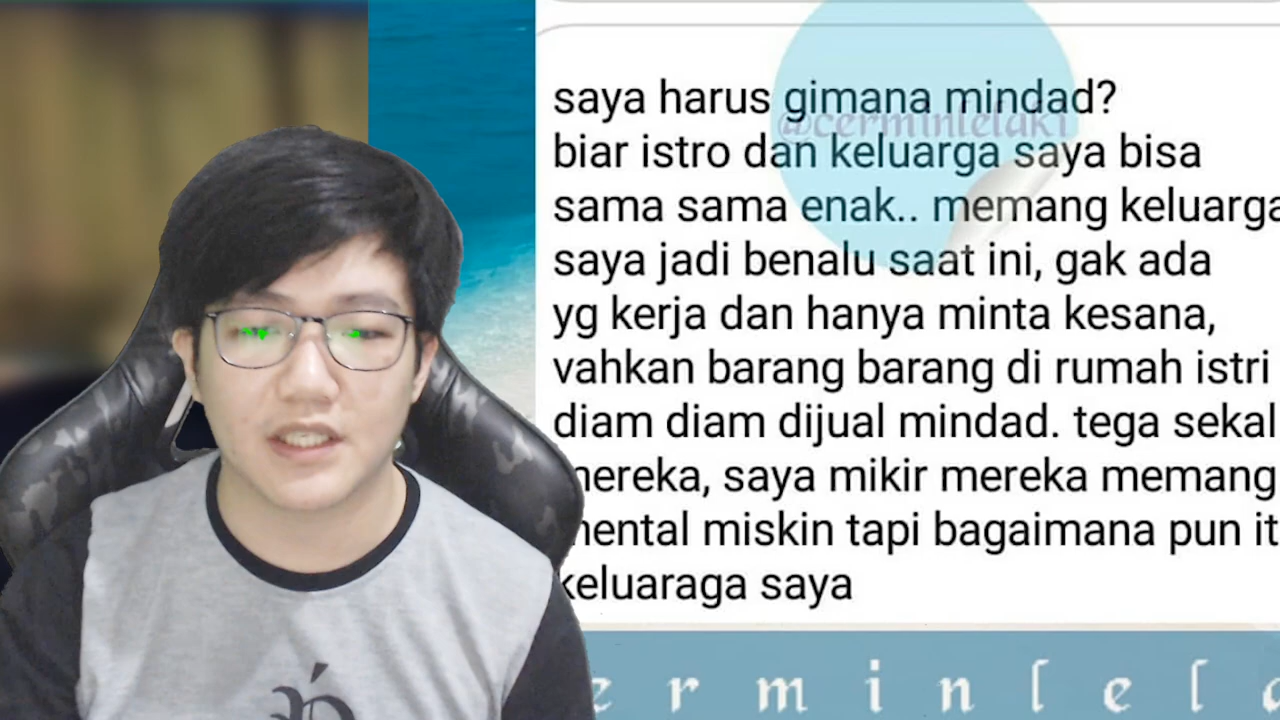 saya harus gimana mindad?
@cerminlelaki
biar istro dan keluarga saya bisa
sama sama enak.. memang keluarga
saya jadi benalu saat ini, gak ada
yg kerja dan hanya minta kesana,
vahkan barang barang di rumah istri
diam diam dijual mindad. tega sekal
mereka, saya mikir mereka memang
mental miskin tapi bagaimana pun it
keluaraga saya
e r m i n l e l a